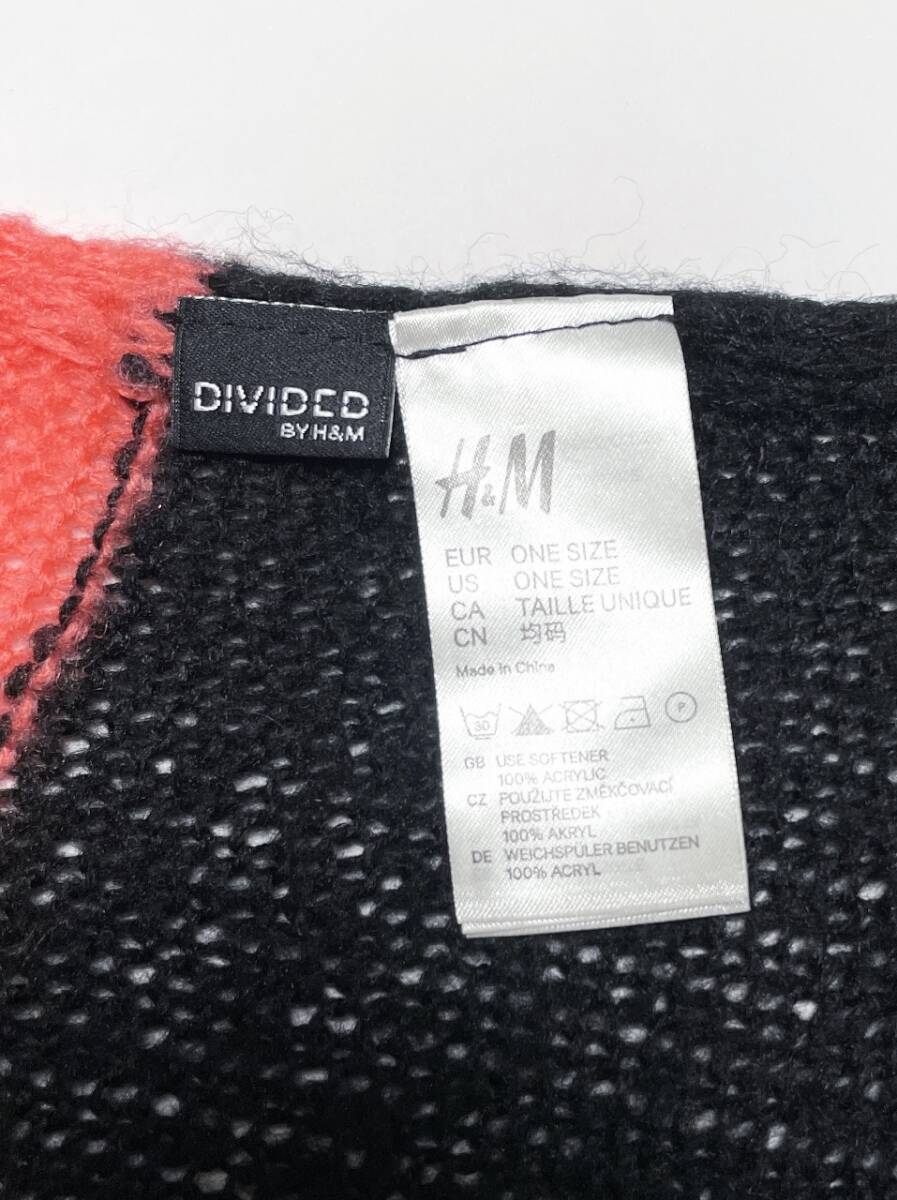 DIVIDED
BY H&M
H&M
EUR ONE SIZE
US ONE SIZE
CA TAILLE UNIQUE
CN 均码
Made in China
30
P
GB USE SOFTENER
100% ACRYLIC
CZ POUŽIJTE ZMĚKČOVACÍ
PROSTŘEDEK
100% AKRYL
DE WEICHSPÜLER BENUTZEN
100% ACRYL